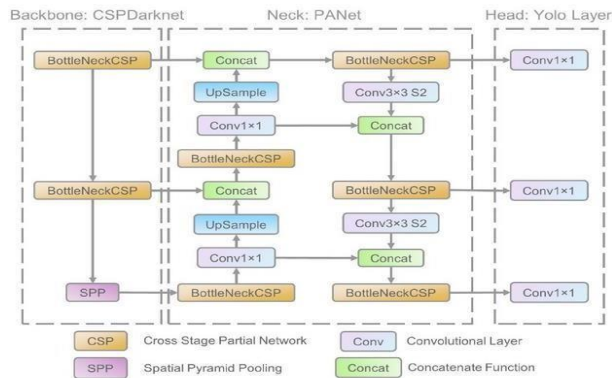 Backbone: CSPDarknet Neck: PANet Head: Yolo Layer
BottleNeckCSP Concat BottleNeckCSP Conv1×1
UpSample Conv3×3 S2
Conv1×1 Concat
BottleNeckCSP
BottleNeckCSP Concat BottleNeckCSP Conv1×1
UpSample Conv3×3 S2
Conv1×1 Concat
SPP BottleNeckCSP BottleNeckCSP Conv1×1
CSP Cross Stage Partial Network Conv Convolutional Layer
SPP Spatial Pyramid Pooling Concat Concatenate Function